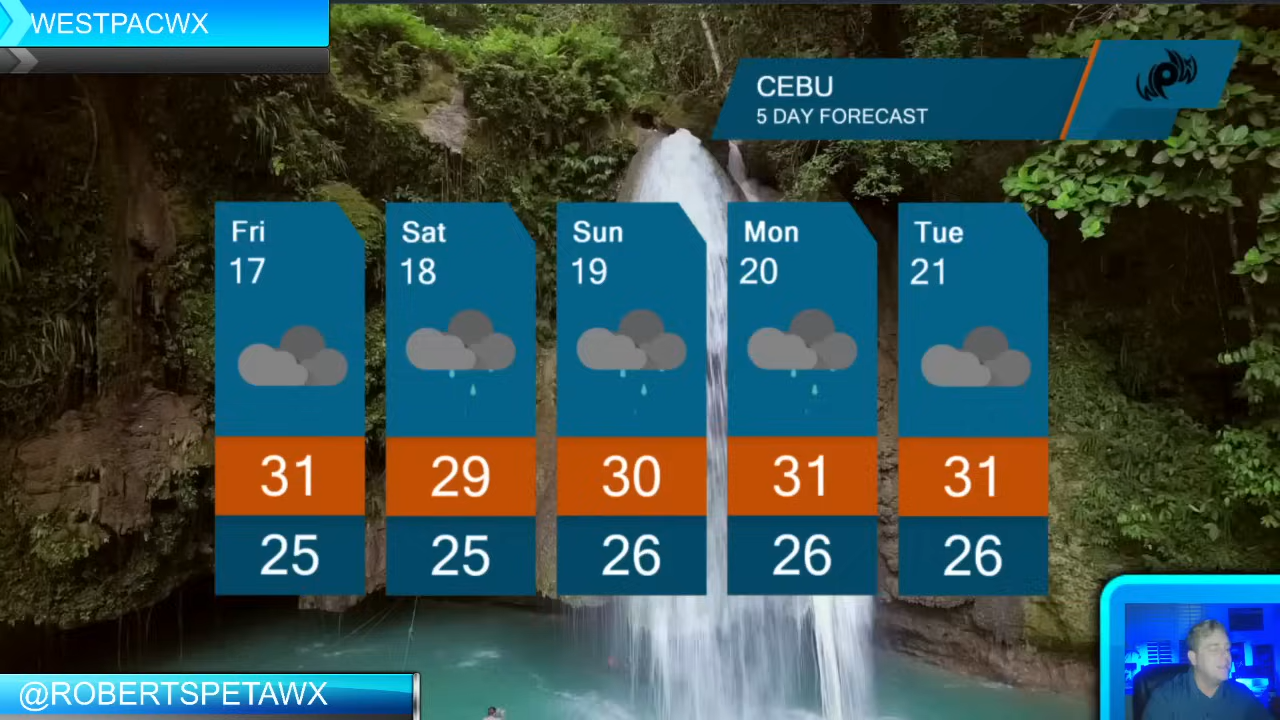 WESTPACWX
CEBU
5 DAY FORECAST
Fri
17
31
25
Sat
18
29
25
Sun
19
30
26
Mon
20
31
26
Tue
21
31
26
@ROBERTSPETAWX